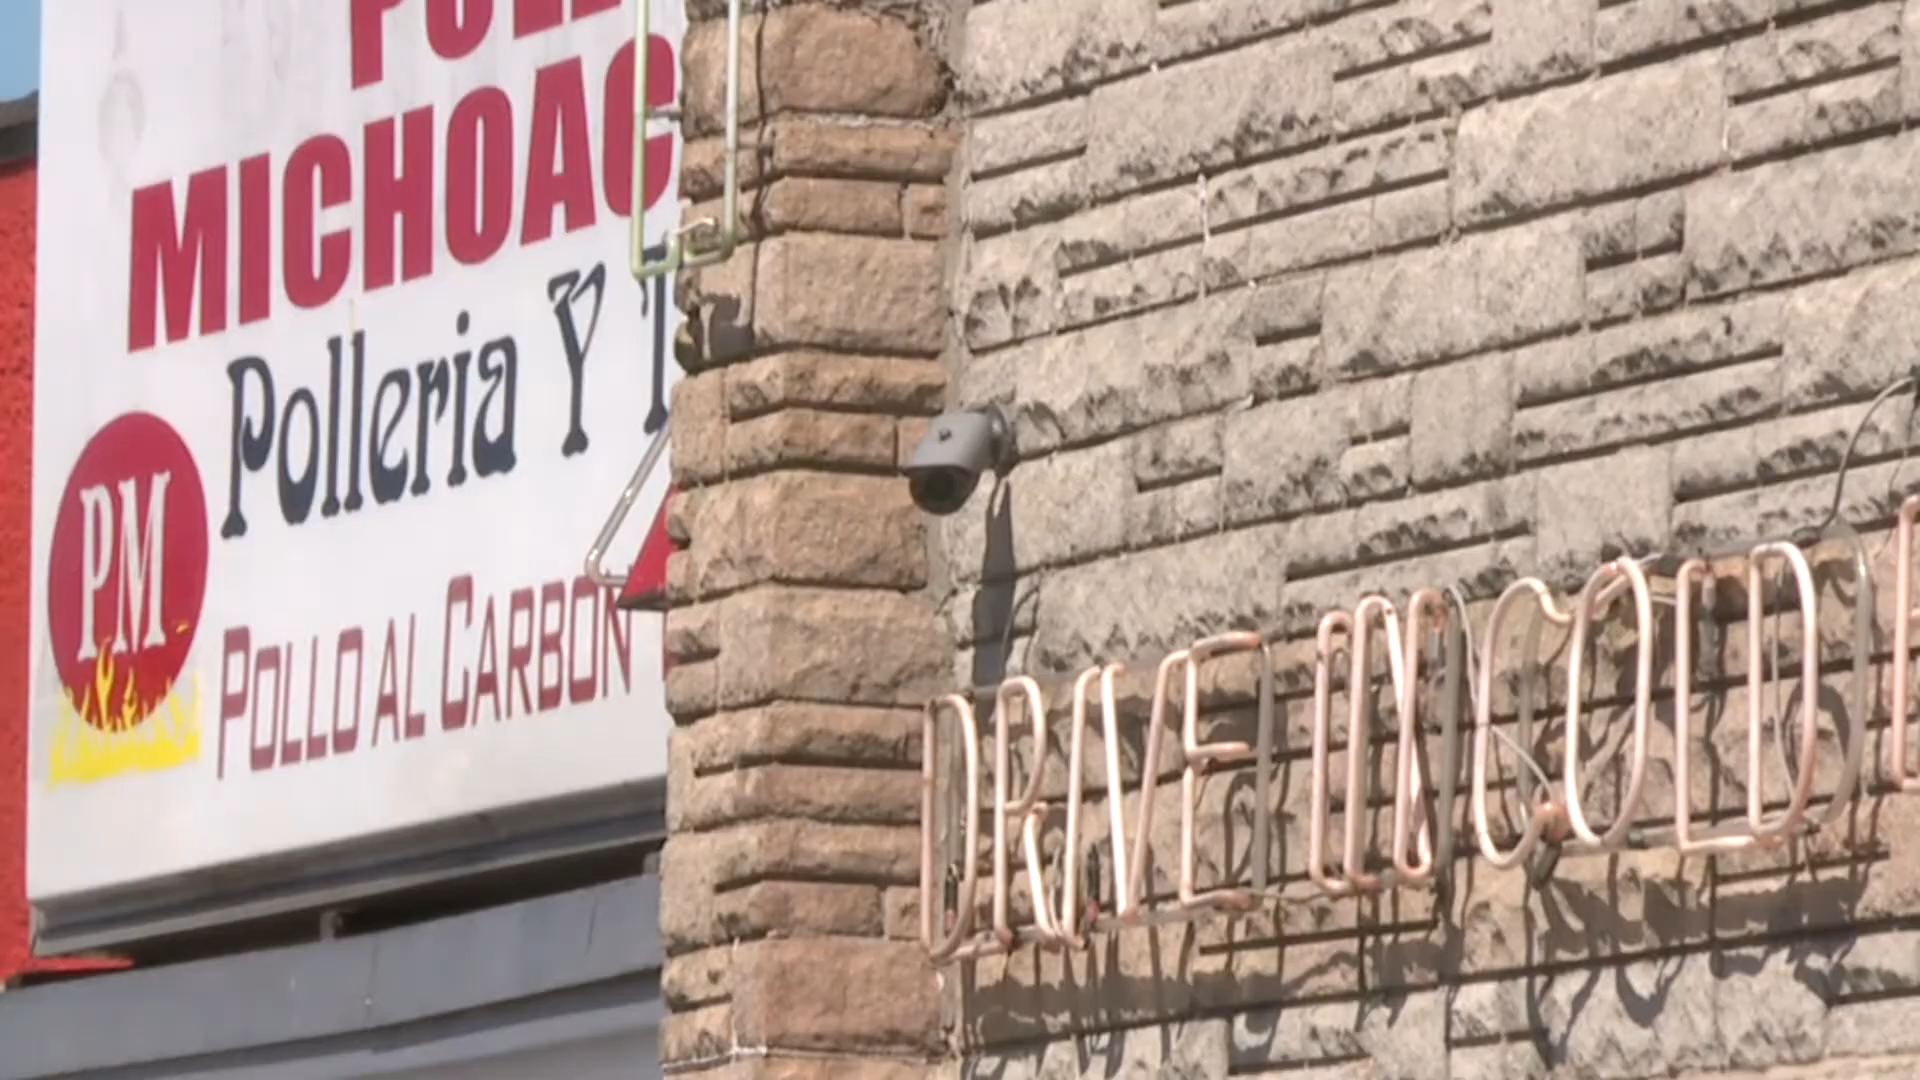 MICHOAC
Polleria Y T
PM
POLLO AL CARBON
DRIVE IN COLD